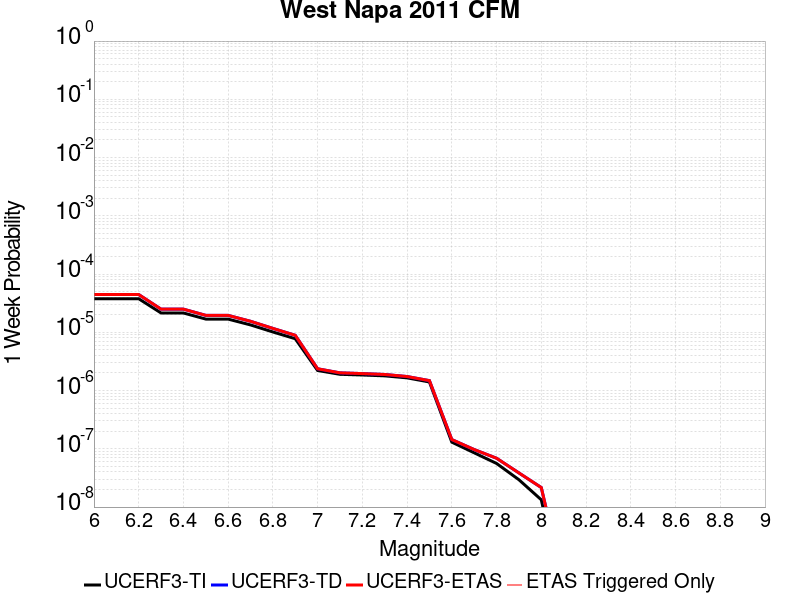 West Napa 2011 CFM
10^0
10^-1
10^-2
10^-3
10^-4
10^-5
10^-6
10^-7
10^-8
1 Week Probability
6 6.2 6.4 6.6 6.8 7 7.2 7.4 7.6 7.8 8 8.2 8.4 8.6 8.8 9
Magnitude
UCERF3-TI UCERF3-TD UCERF3-ETAS ETAS Triggered Only